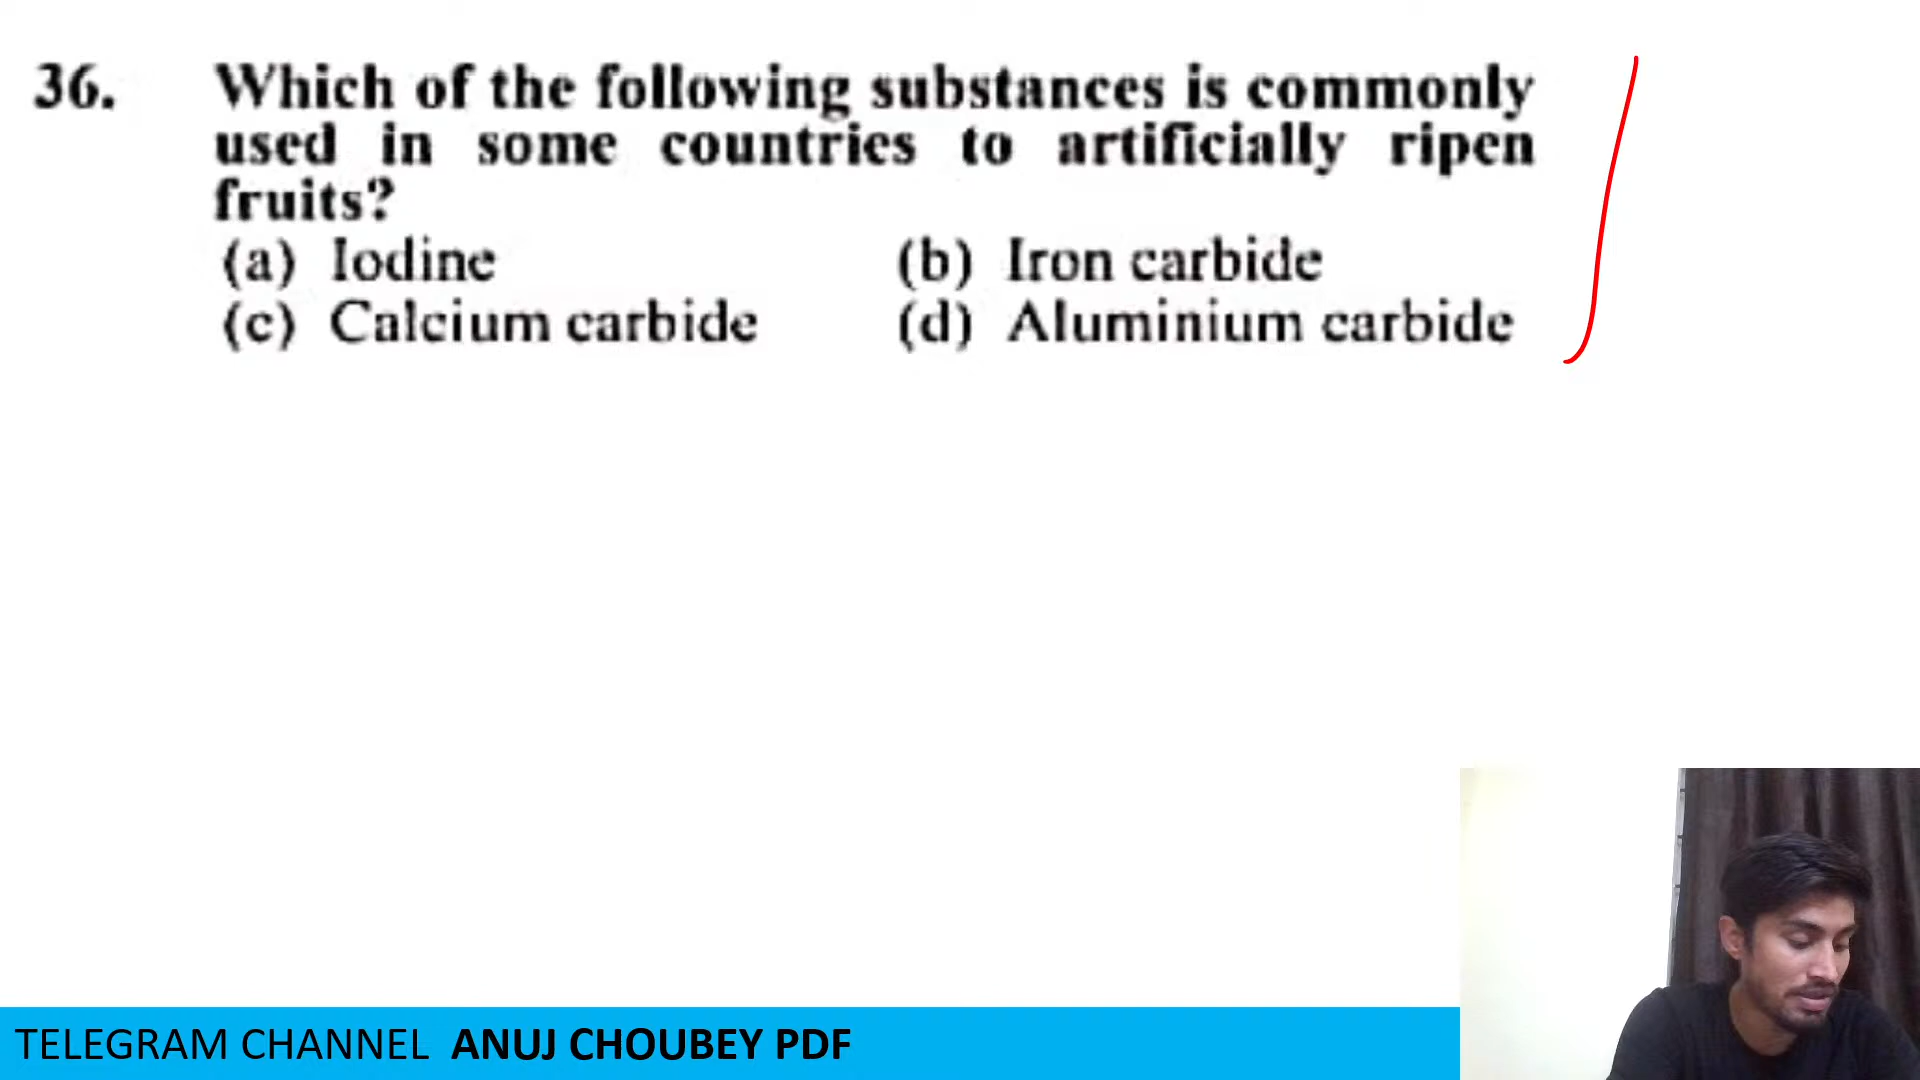 36. Which of the following substances is commonly
used in some countries to artificially ripen
fruits?
(a) Iodine (b) Iron carbide
(c) Calcium carbide (d) Aluminium carbide
TELEGRAM CHANNEL ANUJ CHOUBEY PDF